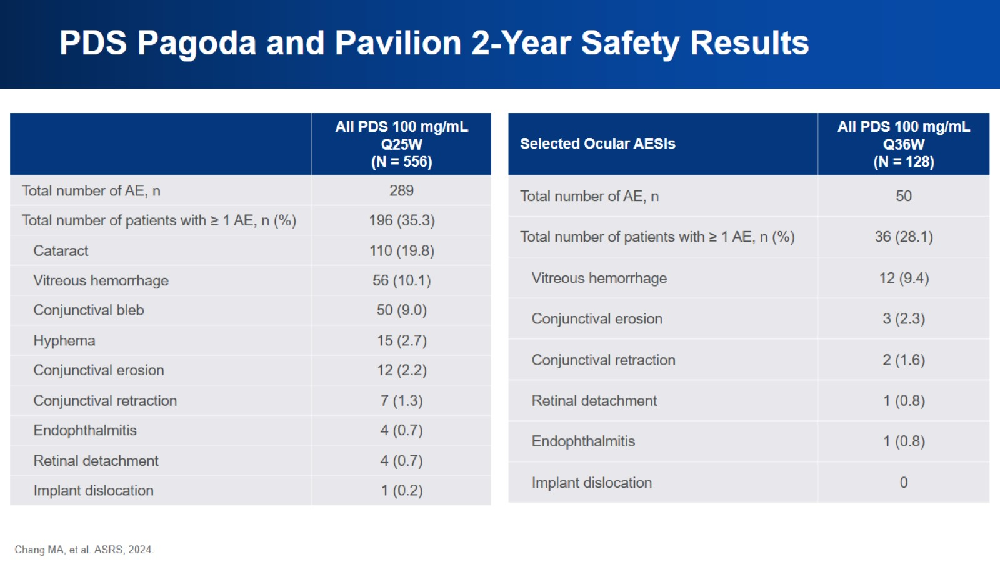 PDS Pagoda and Pavilion 2-Year Safety Results
All PDS 100 mg/mL
Q25W
(N = 556)
Total number of AE, n 289
Total number of patients with ≥ 1 AE, n (%) 196 (35.3)
Cataract 110 (19.8)
Vitreous hemorrhage 56 (10.1)
Conjunctival bleb 50 (9.0)
Hyphema 15 (2.7)
Conjunctival erosion 12 (2.2)
Conjunctival retraction 7 (1.3)
Endophthalmitis 4 (0.7)
Retinal detachment 4 (0.7)
Implant dislocation 1 (0.2)
Selected Ocular AESIs
All PDS 100 mg/mL
Q36W
(N = 128)
Total number of AE, n 50
Total number of patients with ≥ 1 AE, n (%) 36 (28.1)
Vitreous hemorrhage 12 (9.4)
Conjunctival erosion 3 (2.3)
Conjunctival retraction 2 (1.6)
Retinal detachment 1 (0.8)
Endophthalmitis 1 (0.8)
Implant dislocation 0
Chang MA, et al. ASRS, 2024.